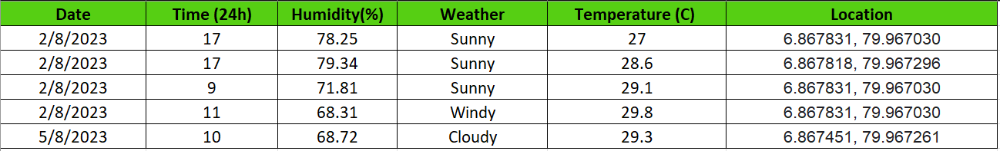 Date Time (24h) Humidity(%) Weather Temperature (C) Location
2/8/2023 17 78.25 Sunny 27 6.867831, 79.967030
2/8/2023 17 79.34 Sunny 28.6 6.867818, 79.967296
2/8/2023 9 71.81 Sunny 29.1 6.867831, 79.967030
2/8/2023 11 68.31 Windy 29.8 6.867831, 79.967030
5/8/2023 10 68.72 Cloudy 29.3 6.867451, 79.967261